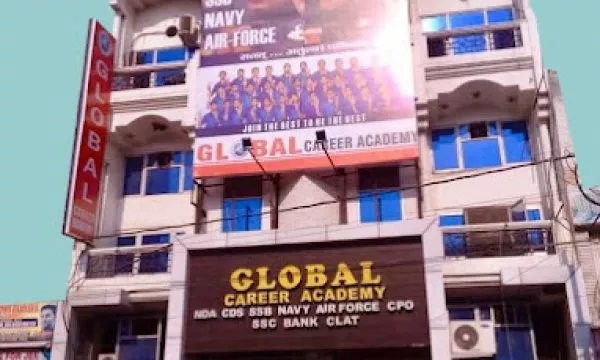 SSB
NAVY
AIR-FORCE
JOIN THE BEST TO BE THE BEST
GLOBAL CAREER ACADEMY
GLOBAL
GLOBAL
CAREER ACADEMY
NDA CDS SSB NAVY AIR FORCE CPO
SSC BANK CLAT